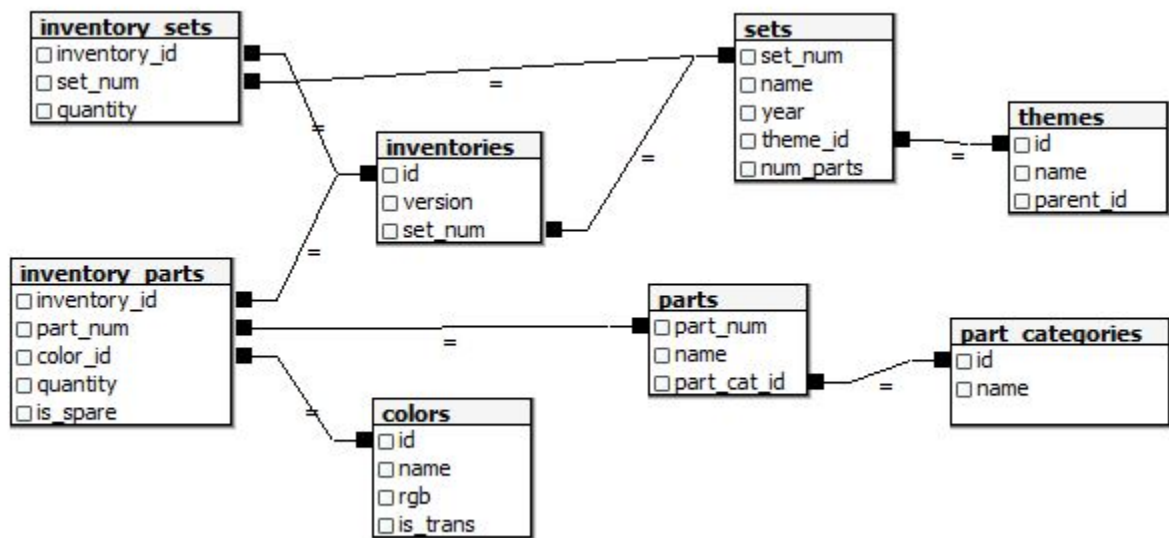 inventory_sets
inventory_id
set_num
quantity
sets
set_num
name
year
theme_id
num_parts
themes
id
name
parent_id
inventories
id
version
set_num
inventory_parts
inventory_id
part_num
color_id
quantity
is_spare
parts
part_num
name
part_cat_id
part_categories
id
name
colors
id
name
rgb
is_trans
=
=
=
=
=
=
=
=